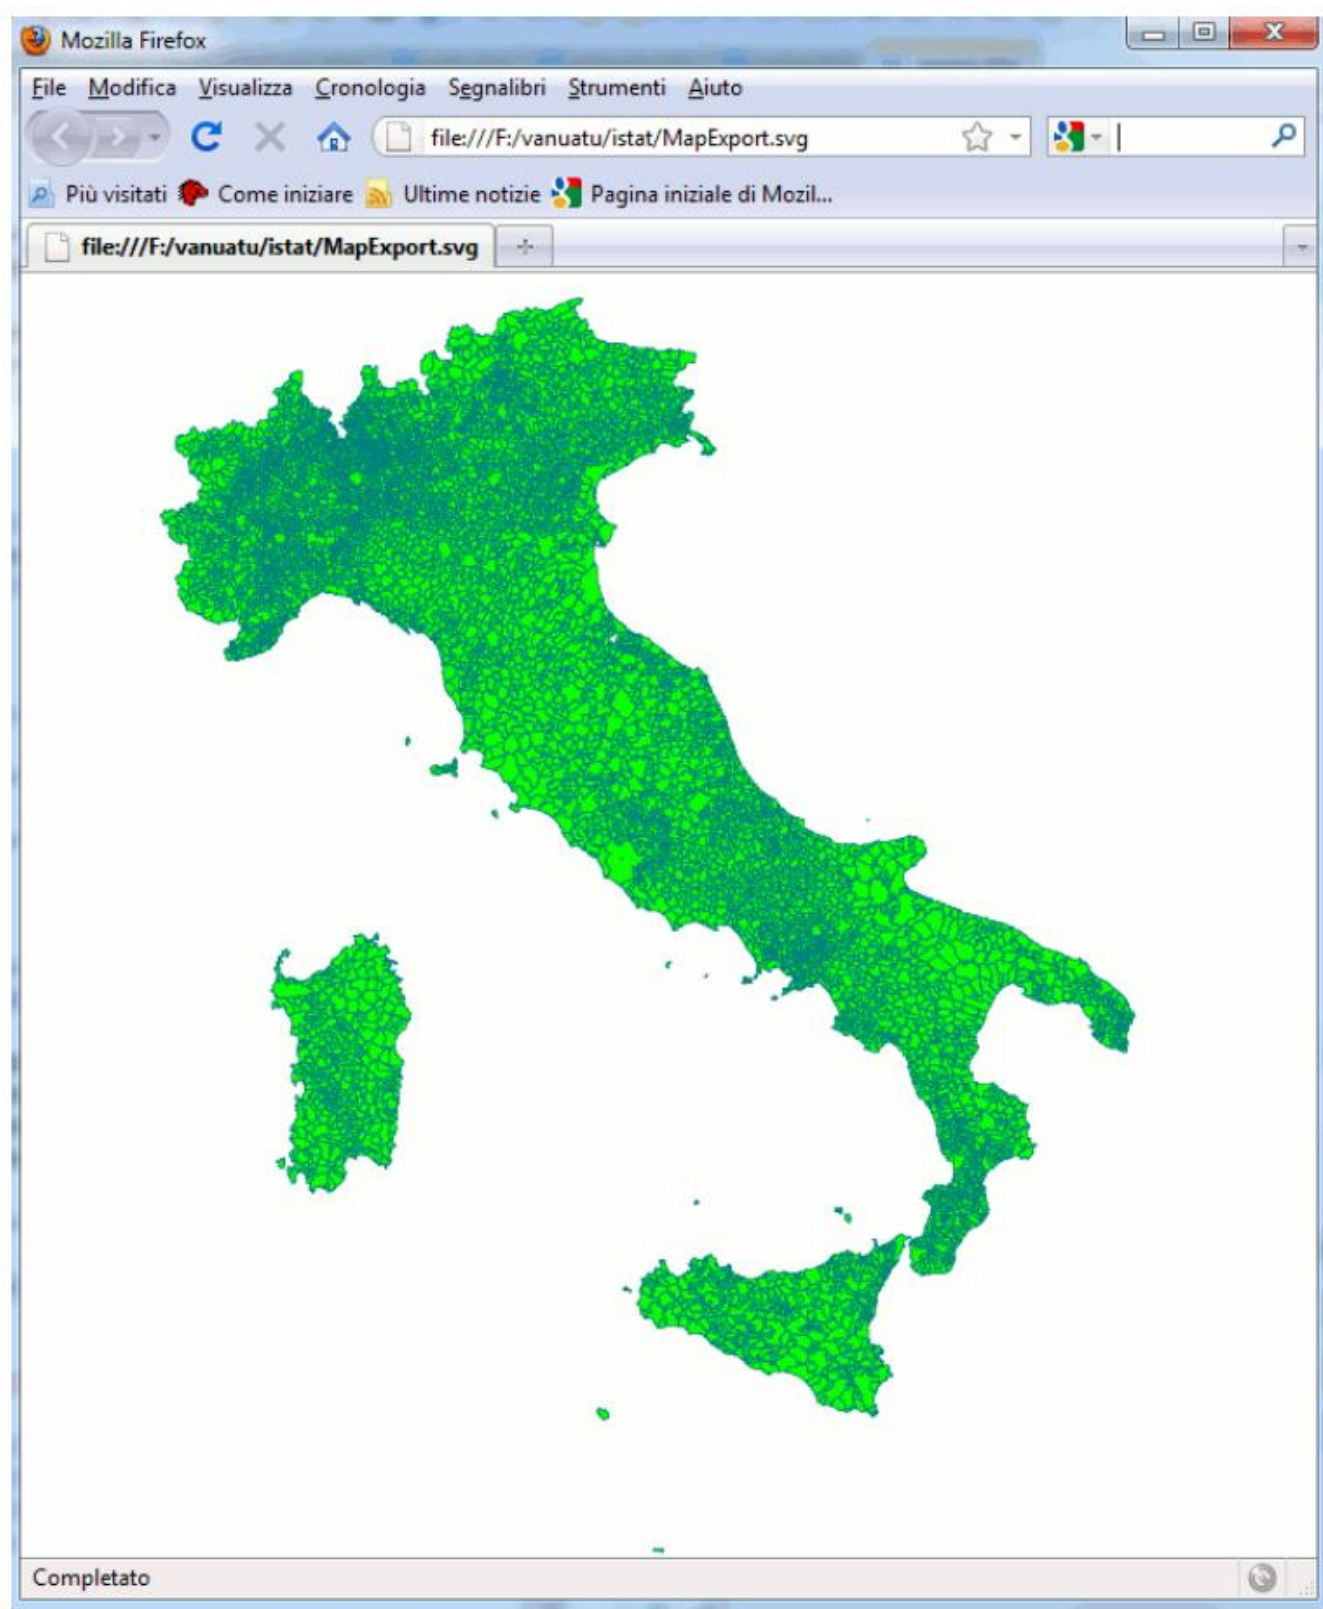 Mozilla Firefox
File Modifica Visualizza Cronologia Segnalibri Strumenti Aiuto
file:///F:/vanuatu/istat/MapExport.svg
Più visitati Come iniziare Ultime notizie Pagina iniziale di Mozil...
file:///F:/vanuatu/istat/MapExport.svg
Completato